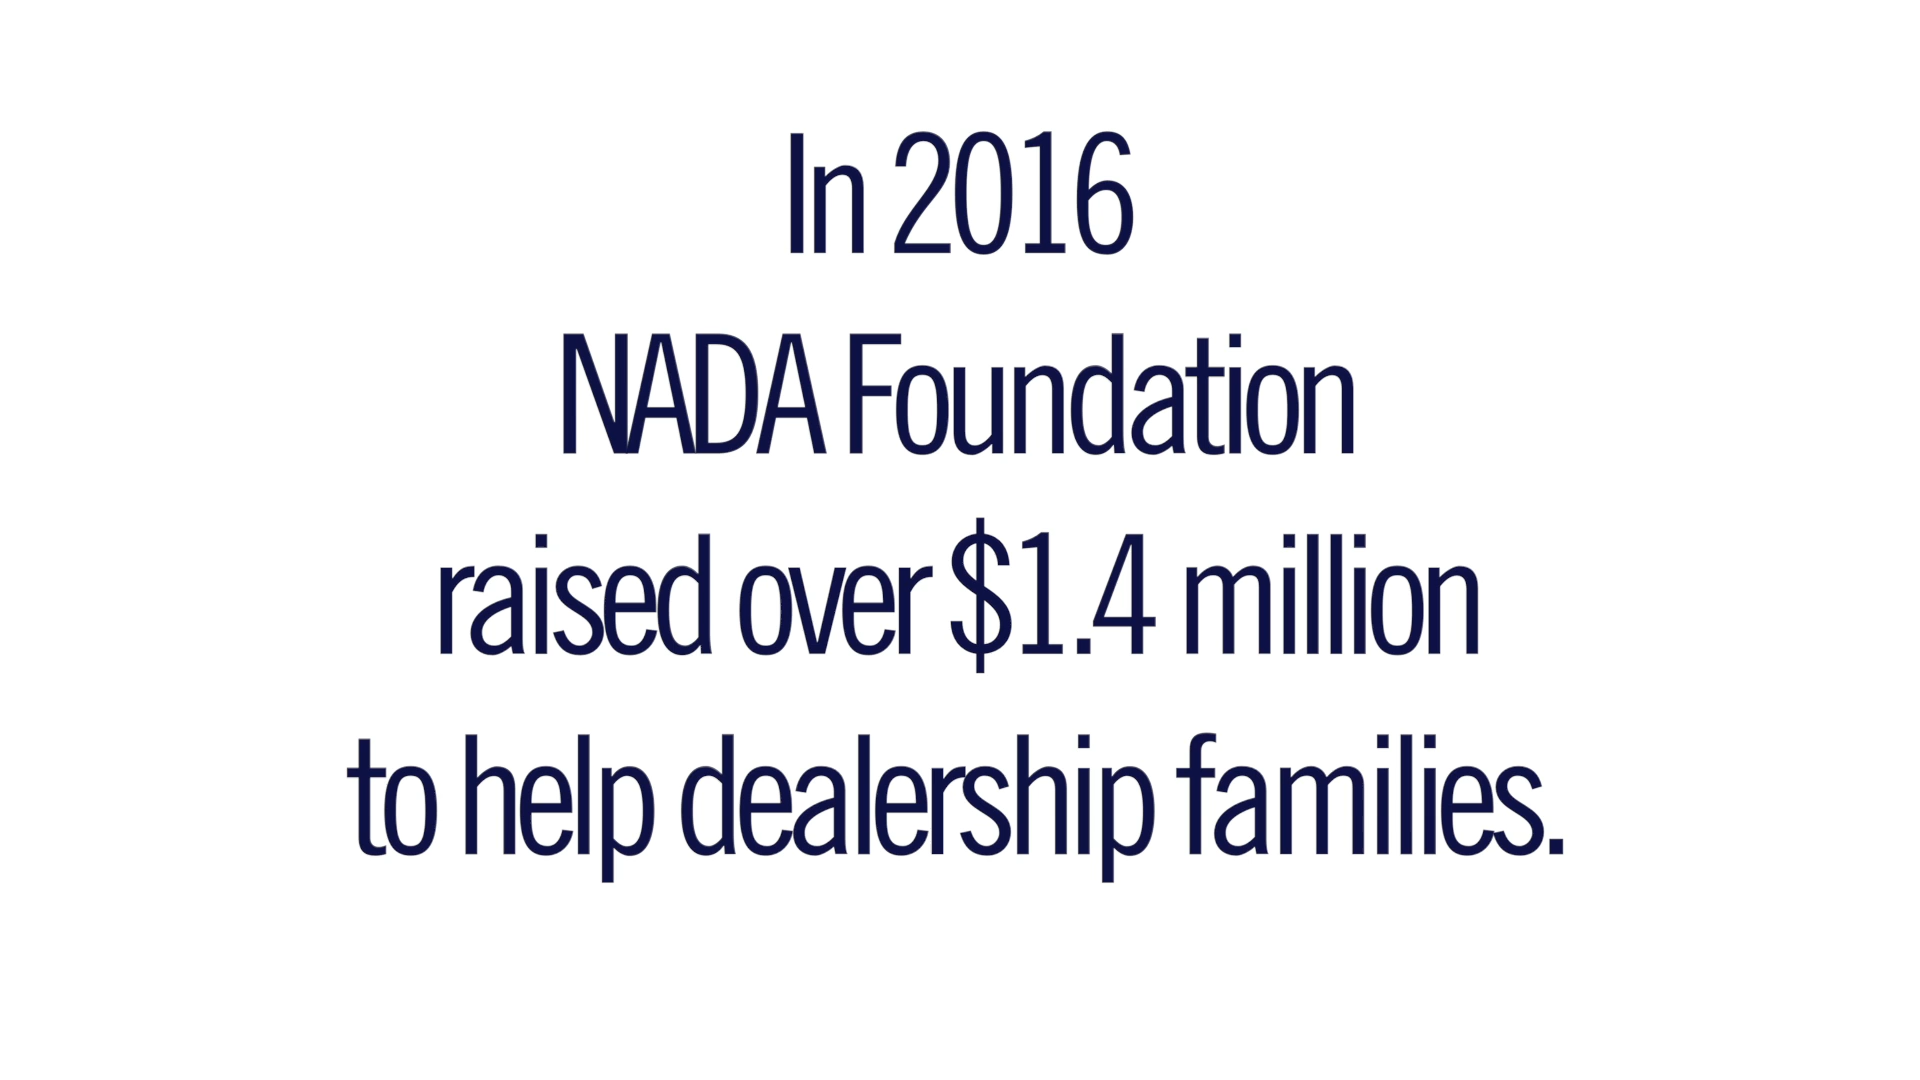 In 2016
NADA Foundation
raised over $1.4 million
to help dealership families.